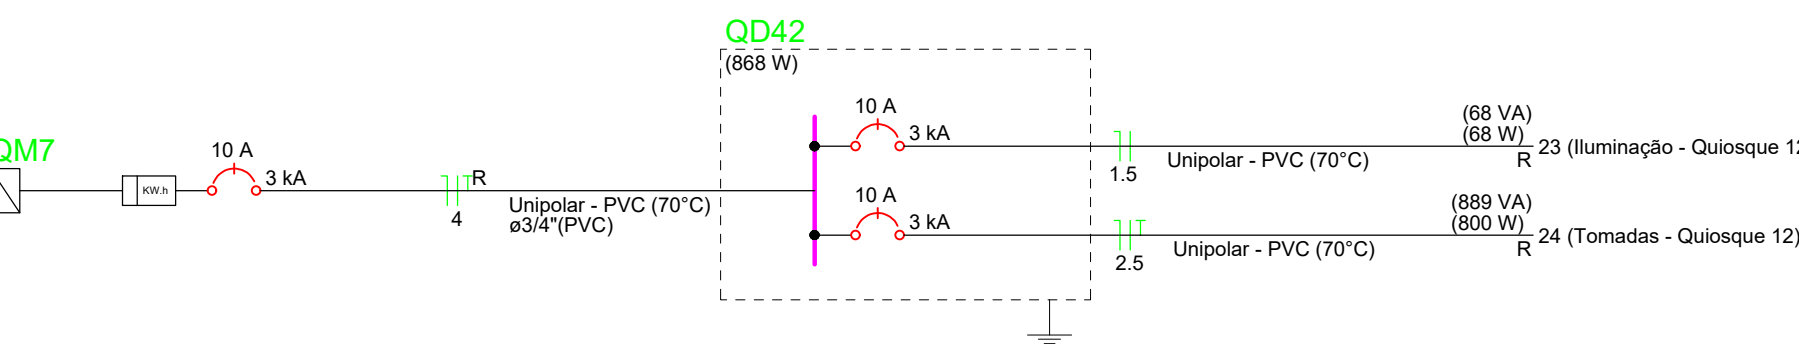 QD42
(868 W)
QM7
KW.h
10 A
3 kA
R
4
Unipolar - PVC (70°C)
ø3/4"(PVC)
10 A
3 kA
1.5
Unipolar - PVC (70°C)
(68 VA)
(68 W)
R
23 (Iluminação - Quiosque 12
10 A
3 kA
2.5
Unipolar - PVC (70°C)
(889 VA)
(800 W)
R
24 (Tomadas - Quiosque 12)